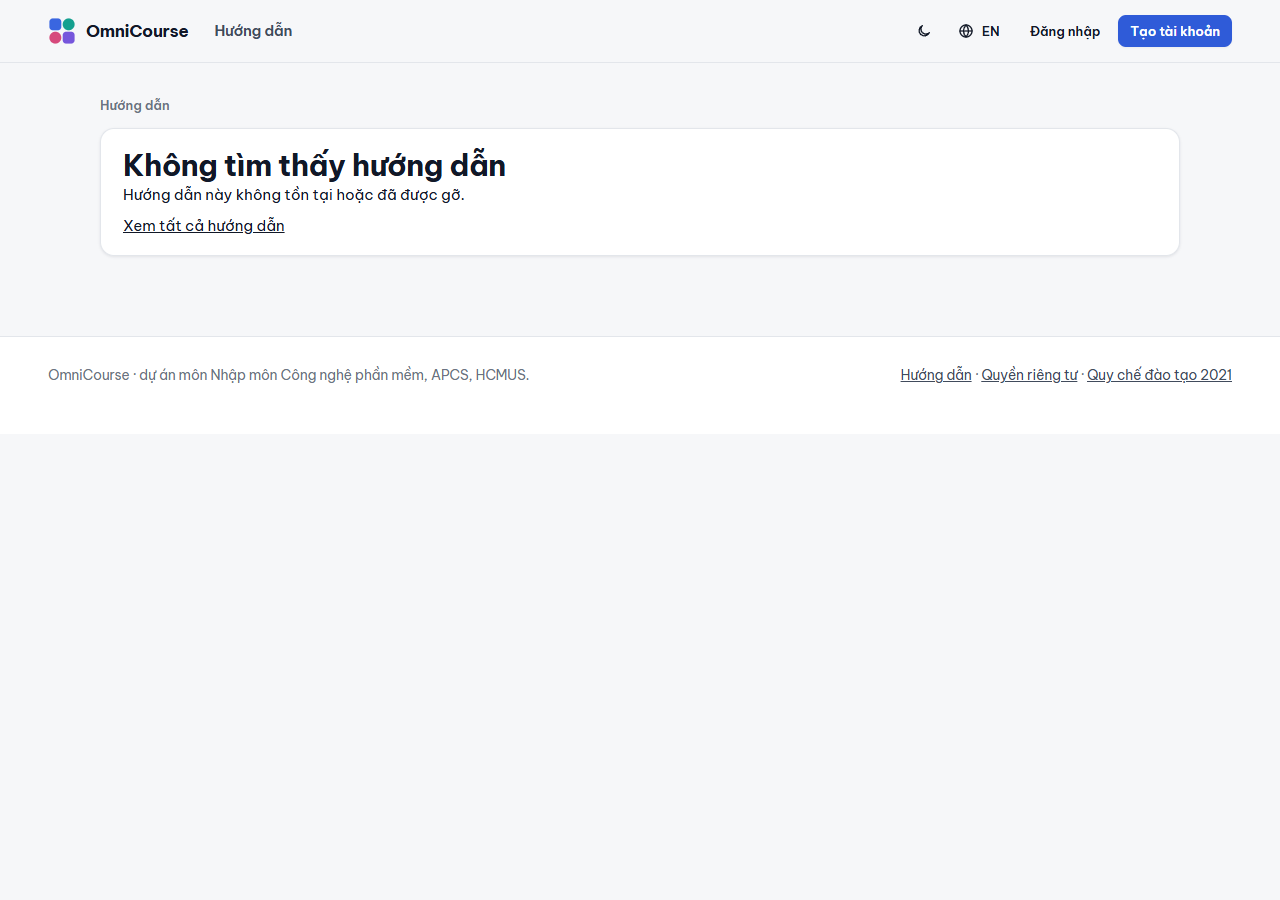 OmniCourse
Hướng dẫn
EN
Đăng nhập
Tạo tài khoản
Hướng dẫn
Không tìm thấy hướng dẫn
Hướng dẫn này không tồn tại hoặc đã được gỡ.
Xem tất cả hướng dẫn
OmniCourse · dự án môn Nhập môn Công nghệ phần mềm, APCS, HCMUS.
Hướng dẫn · Quyền riêng tư · Quy chế đào tạo 2021